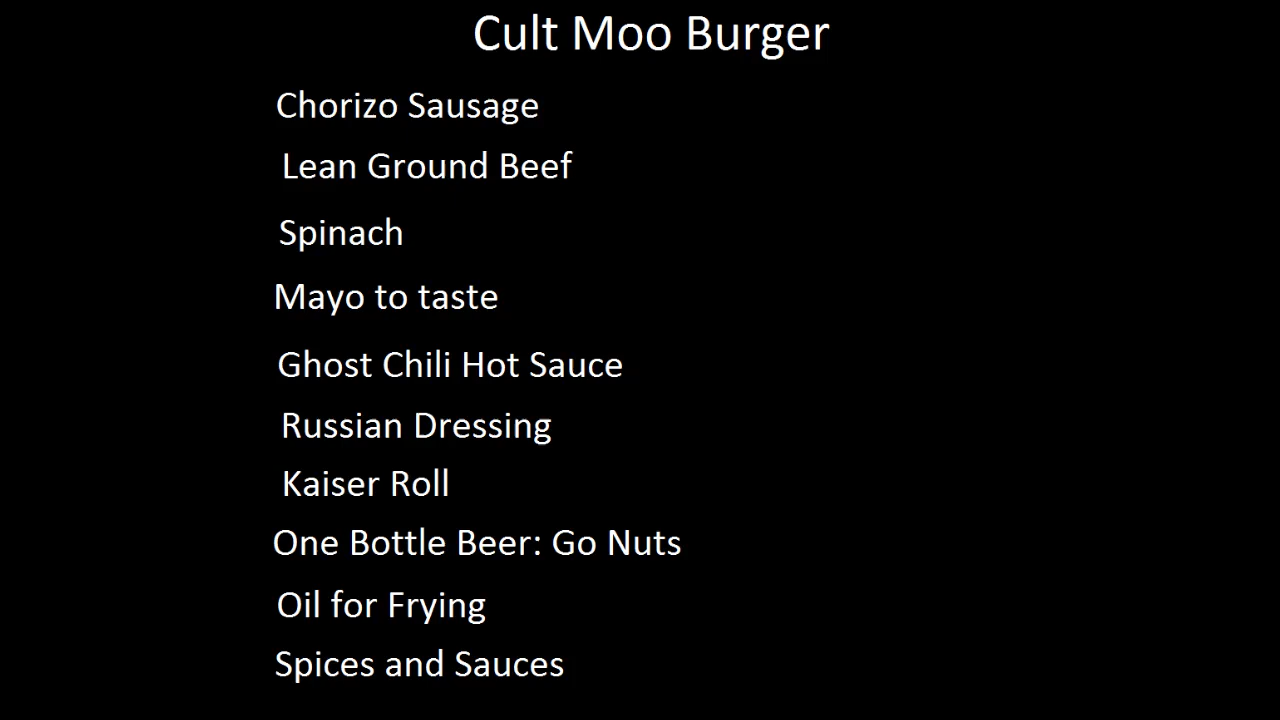 Cult Moo Burger
Chorizo Sausage
Lean Ground Beef
Spinach
Mayo to taste
Ghost Chili Hot Sauce
Russian Dressing
Kaiser Roll
One Bottle Beer: Go Nuts
Oil for Frying
Spices and Sauces